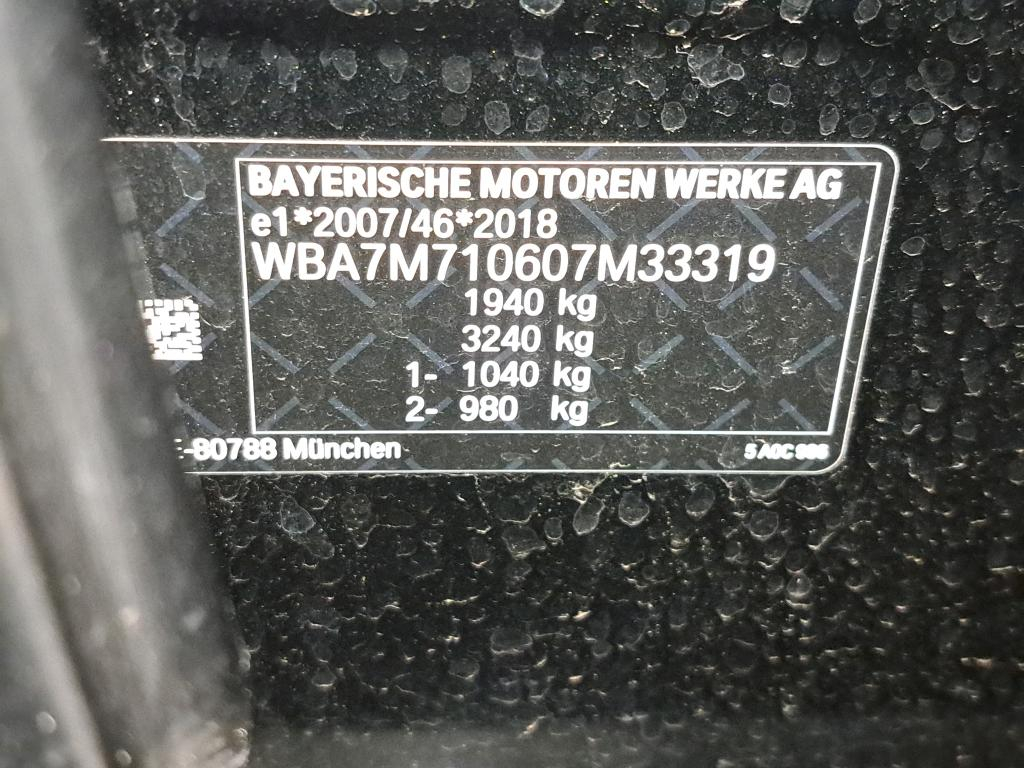 BAYERISCHE MOTOREN WERKE AG
e1*2007/46*2018
WBA7M710607M33319
1940 kg
3240 kg
1- 1040 kg
2- 980 kg
-80788 München